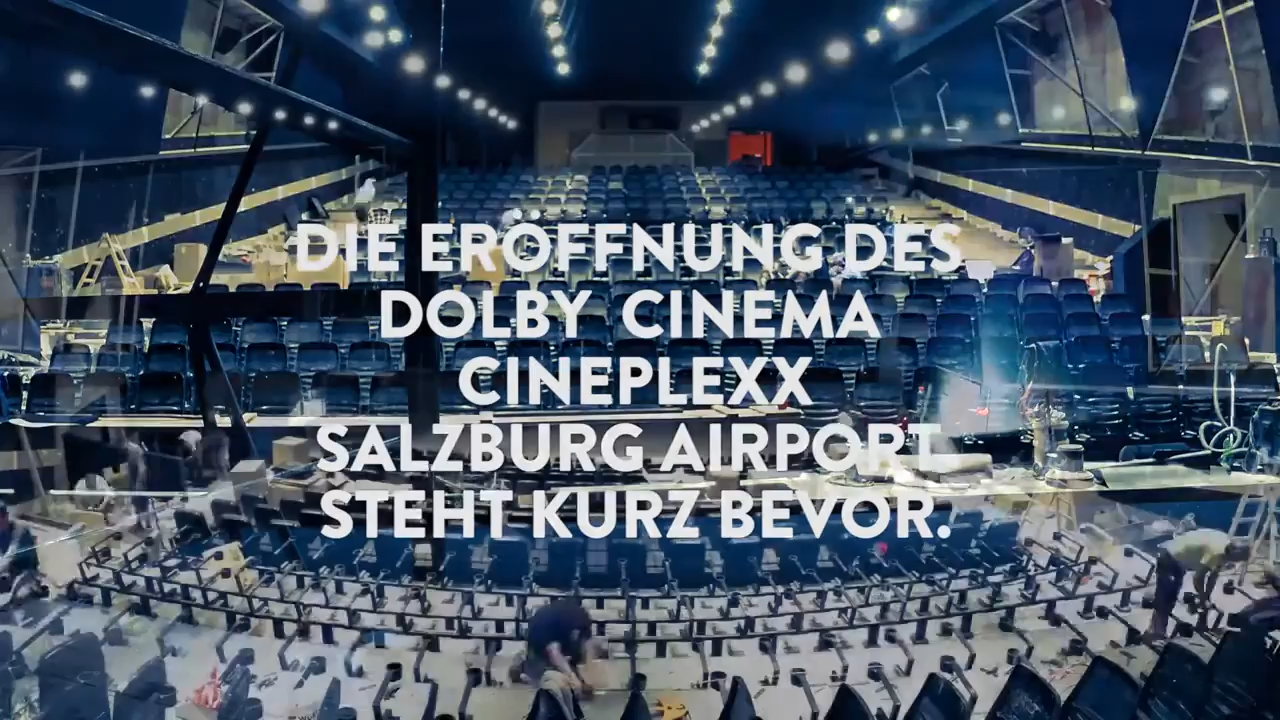 DIE ERÖFFNUNG DES
DOLBY CINEMA
CINEPLEXX
SALZBURG AIRPORT
STEHT KURZ BEVOR.